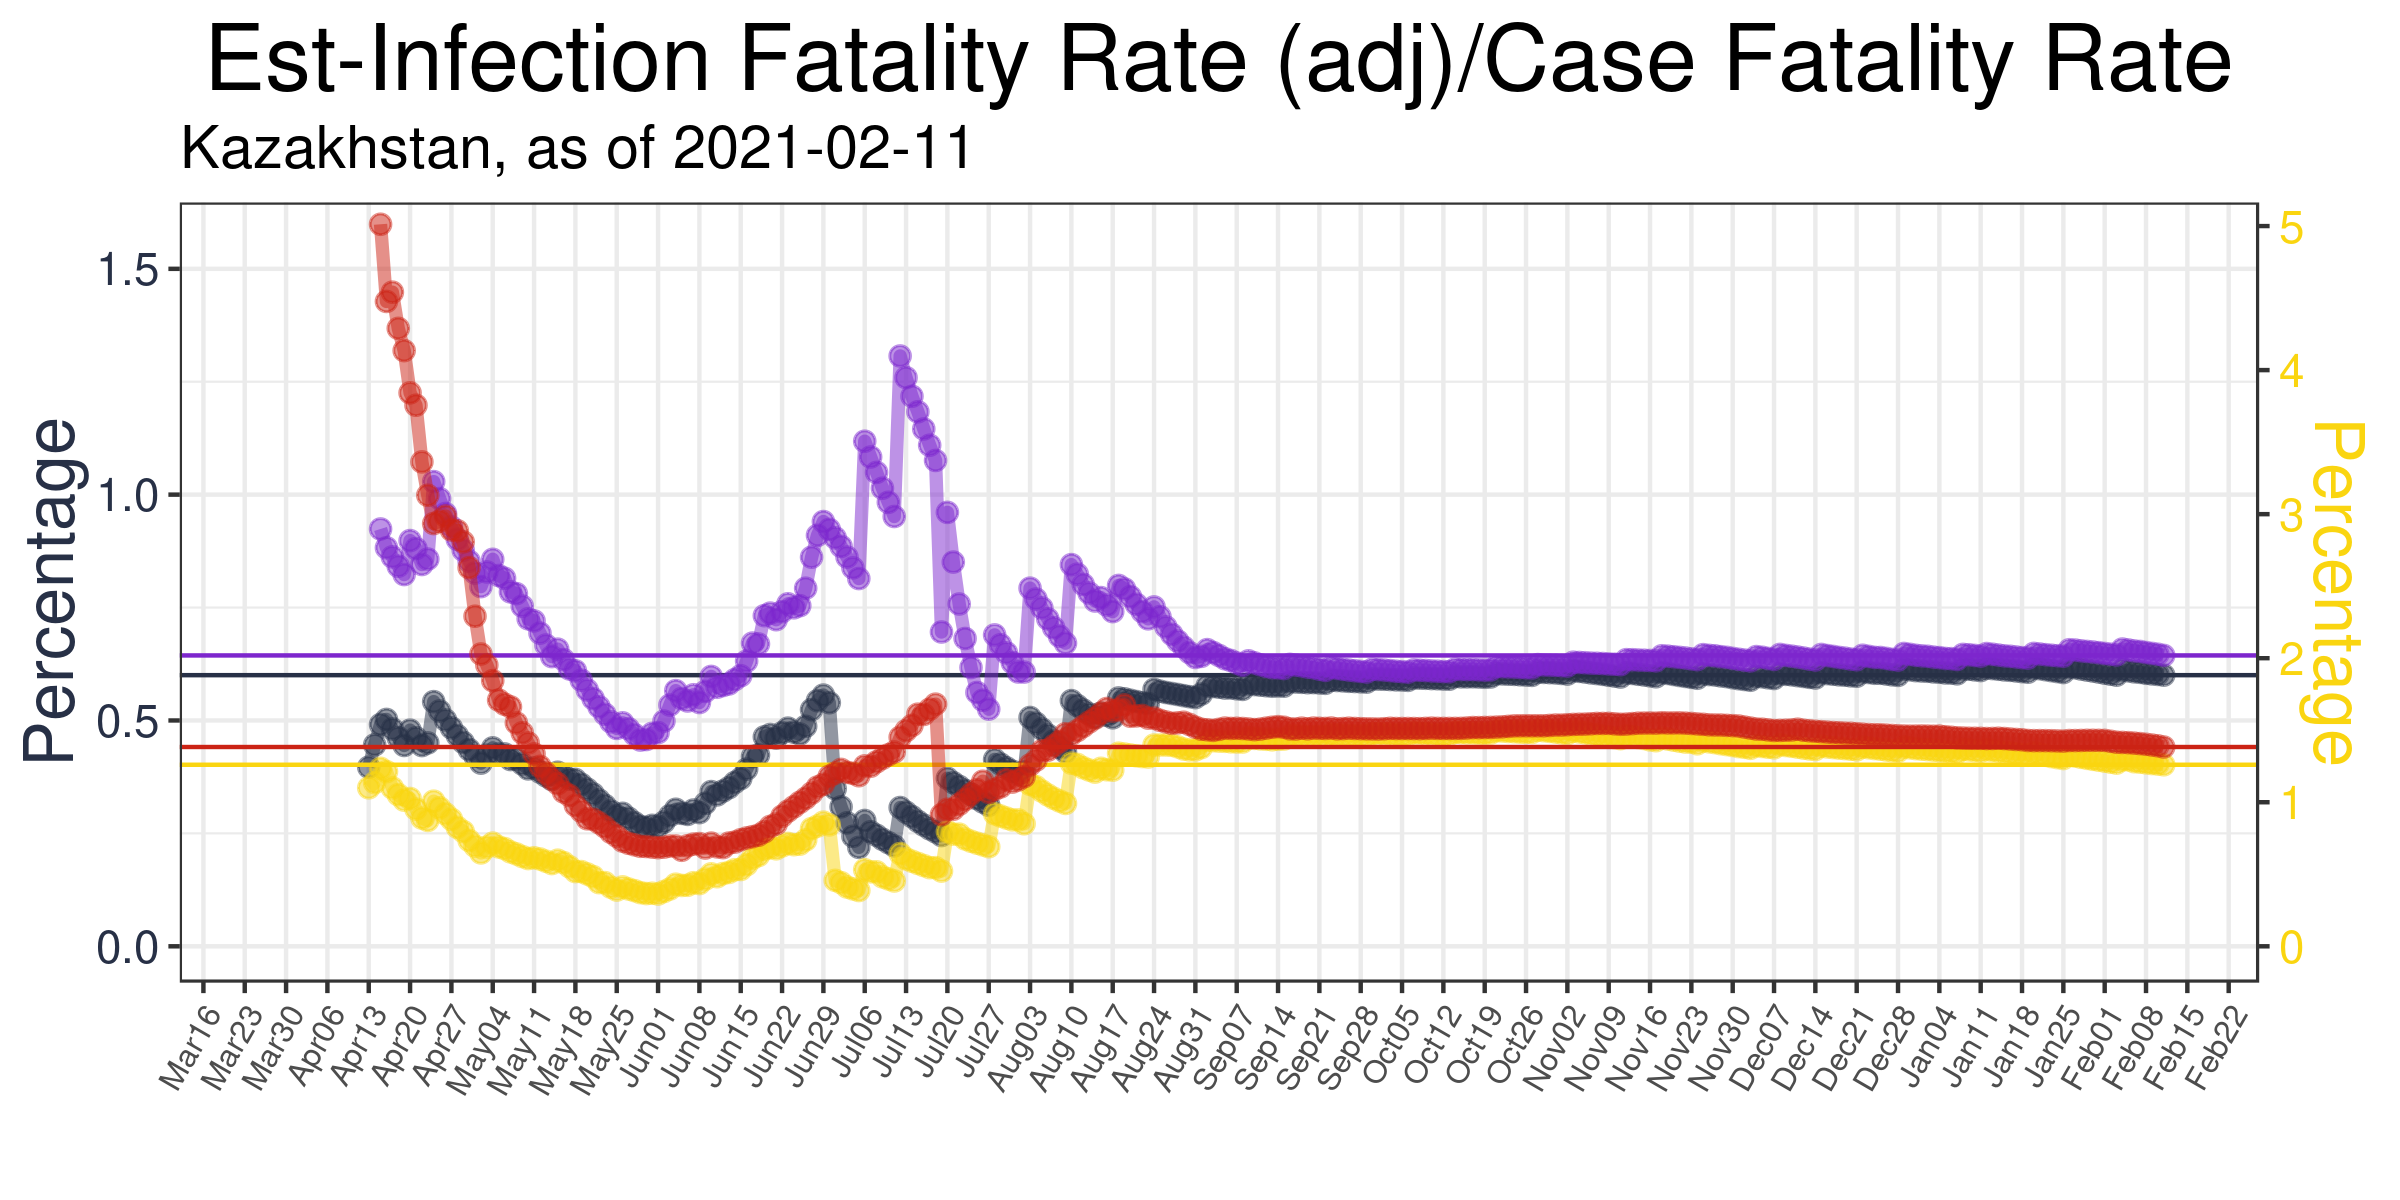 Est-Infection Fatality Rate (adj)/Case Fatality Rate
Kazakhstan, as of 2021-02-11
Percentage
1.5
1.0
0.5
0.0
5
4
3
2
1
0
Percentage
Mar16
Mar23
Mar30
Apr06
Apr13
Apr20
Apr27
May04
May11
May18
May25
Jun01
Jun08
Jun15
Jun22
Jun29
Jul06
Jul13
Jul20
Jul27
Aug03
Aug10
Aug17
Aug24
Aug31
Sep07
Sep14
Sep21
Sep28
Oct05
Oct12
Oct19
Oct26
Nov02
Nov09
Nov16
Nov23
Nov30
Dec07
Dec14
Dec21
Dec28
Jan04
Jan11
Jan18
Jan25
Feb01
Feb08
Feb15
Feb22